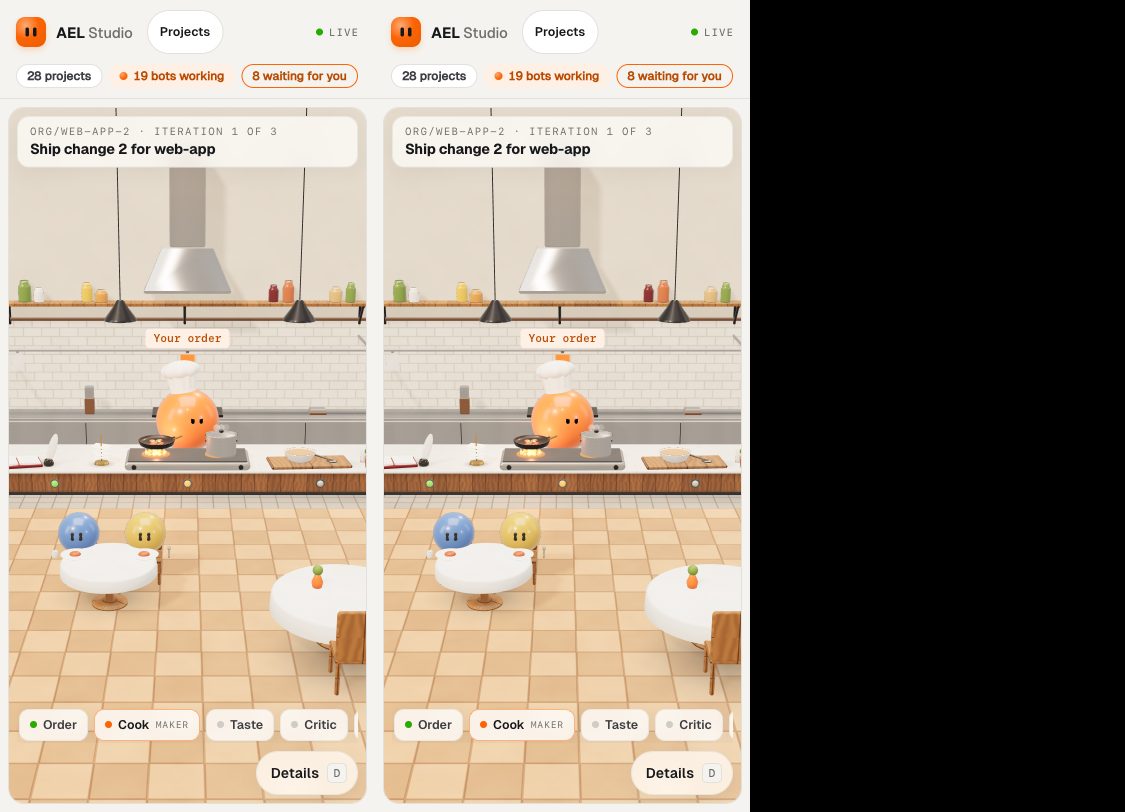 AEL Studio Projects LIVE
28 projects 19 bots working 8 waiting for you
ORG/WEB-APP-2 · ITERATION 1 OF 3
Ship change 2 for web-app
Your order
Order Cook MAKER Taste Critic
Details D
AEL Studio Projects LIVE
28 projects 19 bots working 8 waiting for you
ORG/WEB-APP-2 · ITERATION 1 OF 3
Ship change 2 for web-app
Your order
Order Cook MAKER Taste Critic
Details D